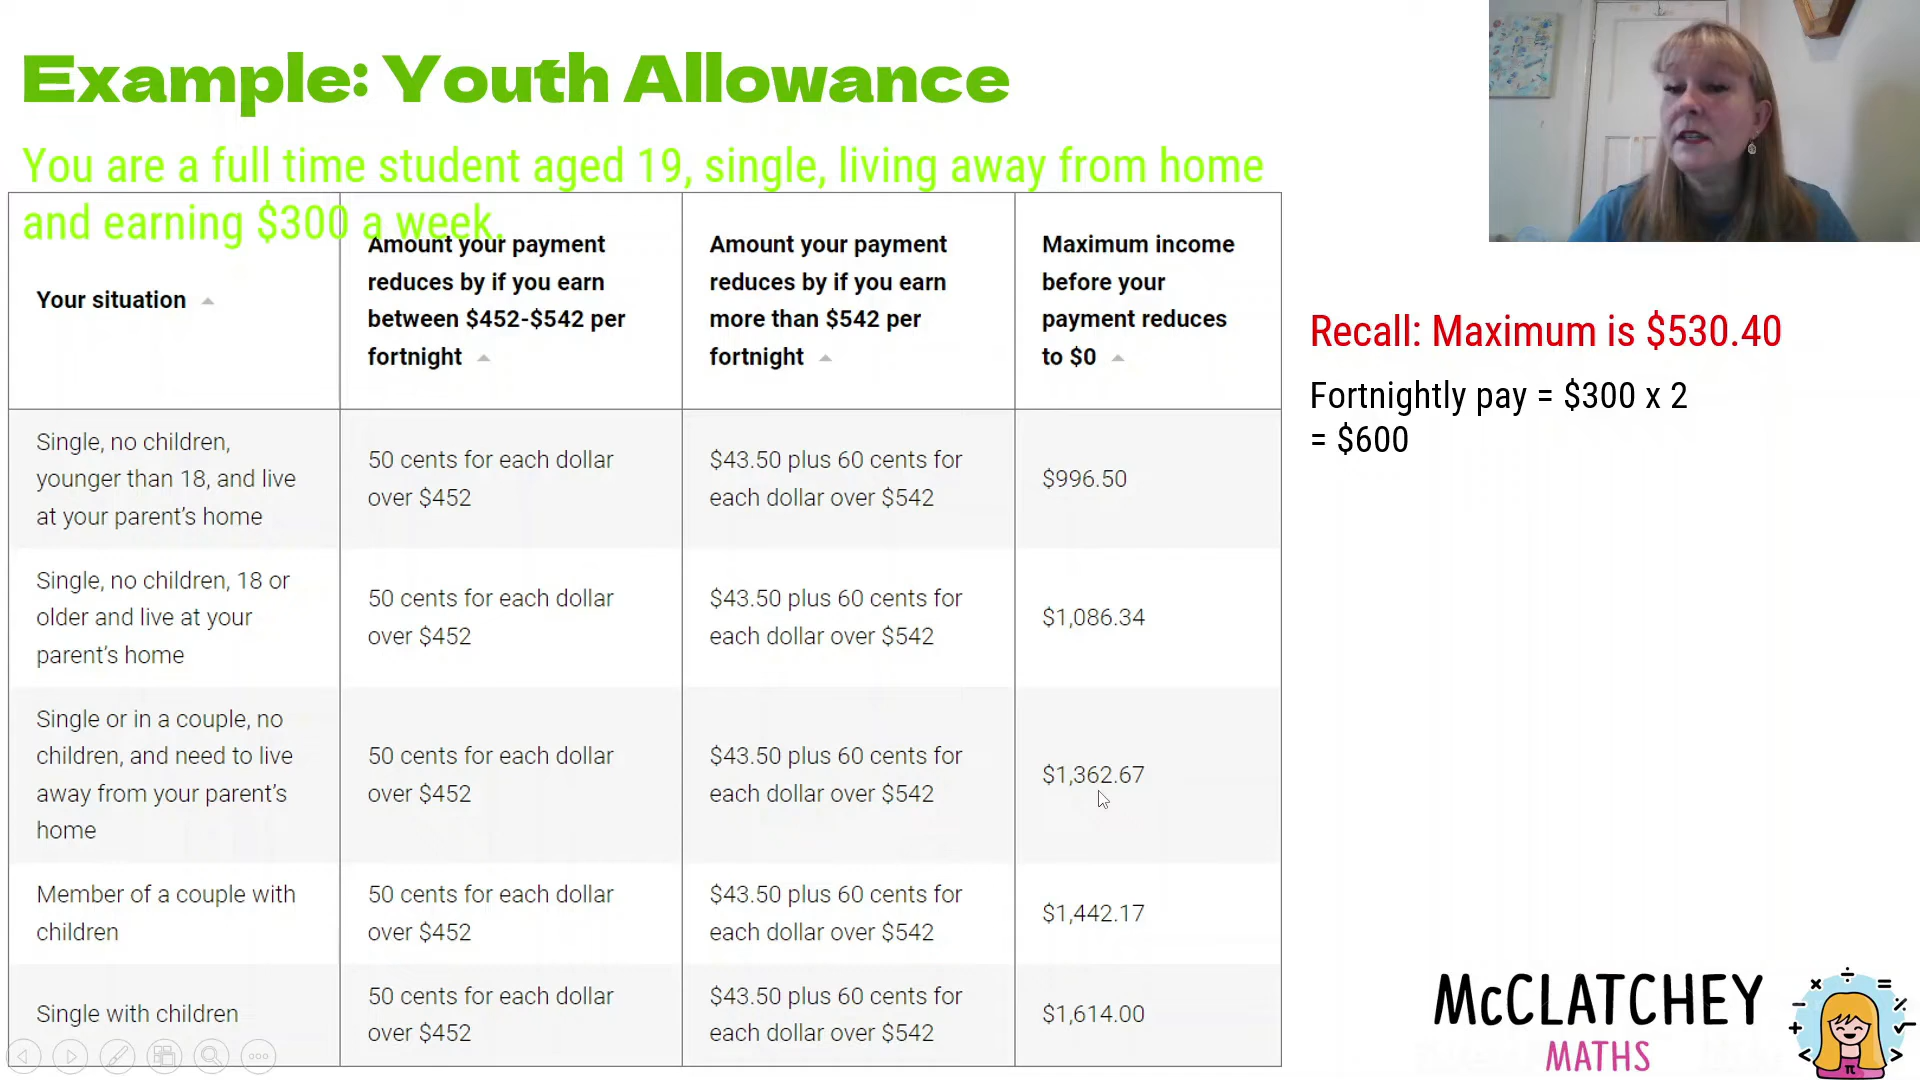 Example: Youth Allowance
You are a full time student aged 19, single, living away from home
and earning $300 a week.
Your situation
Amount your payment
reduces by if you earn
between $452-$542 per
fortnight
Amount your payment
reduces by if you earn
more than $542 per
fortnight
Maximum income
before your
payment reduces
to $0
Single, no children,
younger than 18, and live
at your parent's home
50 cents for each dollar
over $452
$43.50 plus 60 cents for
each dollar over $542
$996.50
Single, no children, 18 or
older and live at your
parent's home
50 cents for each dollar
over $452
$43.50 plus 60 cents for
each dollar over $542
$1,086.34
Single or in a couple, no
children, and need to live
away from your parent's
home
50 cents for each dollar
over $452
$43.50 plus 60 cents for
each dollar over $542
$1,362.67
Member of a couple with
children
50 cents for each dollar
over $452
$43.50 plus 60 cents for
each dollar over $542
$1,442.17
Single with children
50 cents for each dollar
over $452
$43.50 plus 60 cents for
each dollar over $542
$1,614.00
Recall: Maximum is $530.40
Fortnightly pay = $300 x 2
= $600
McCLATCHEY
MATHS